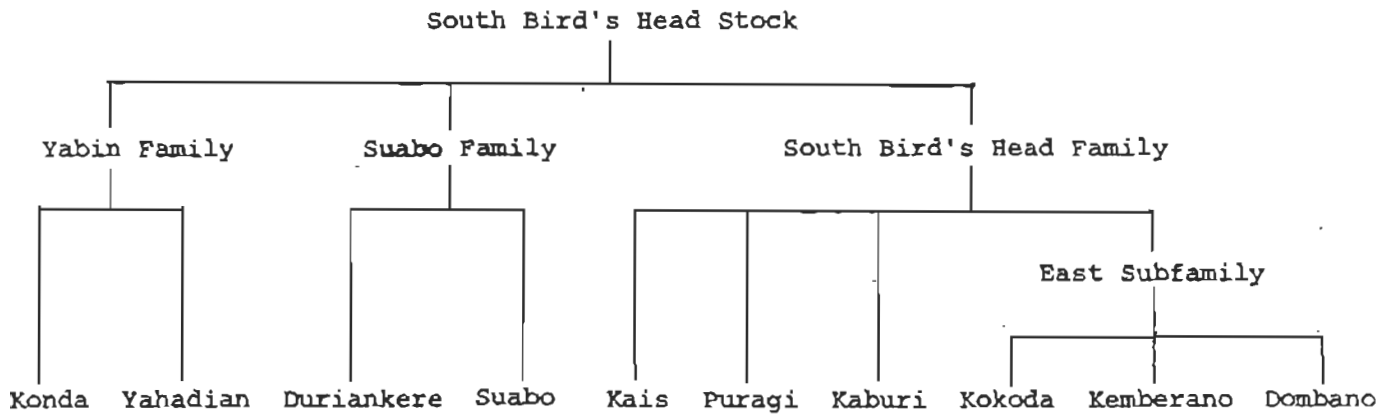 South Bird's Head Stock
Yabin Family Suabo Family South Bird's Head Family
East Subfamily
Konda Yahadian Duriankere Suabo Kais Puragi Kaburi Kokoda Kemberano Dombano